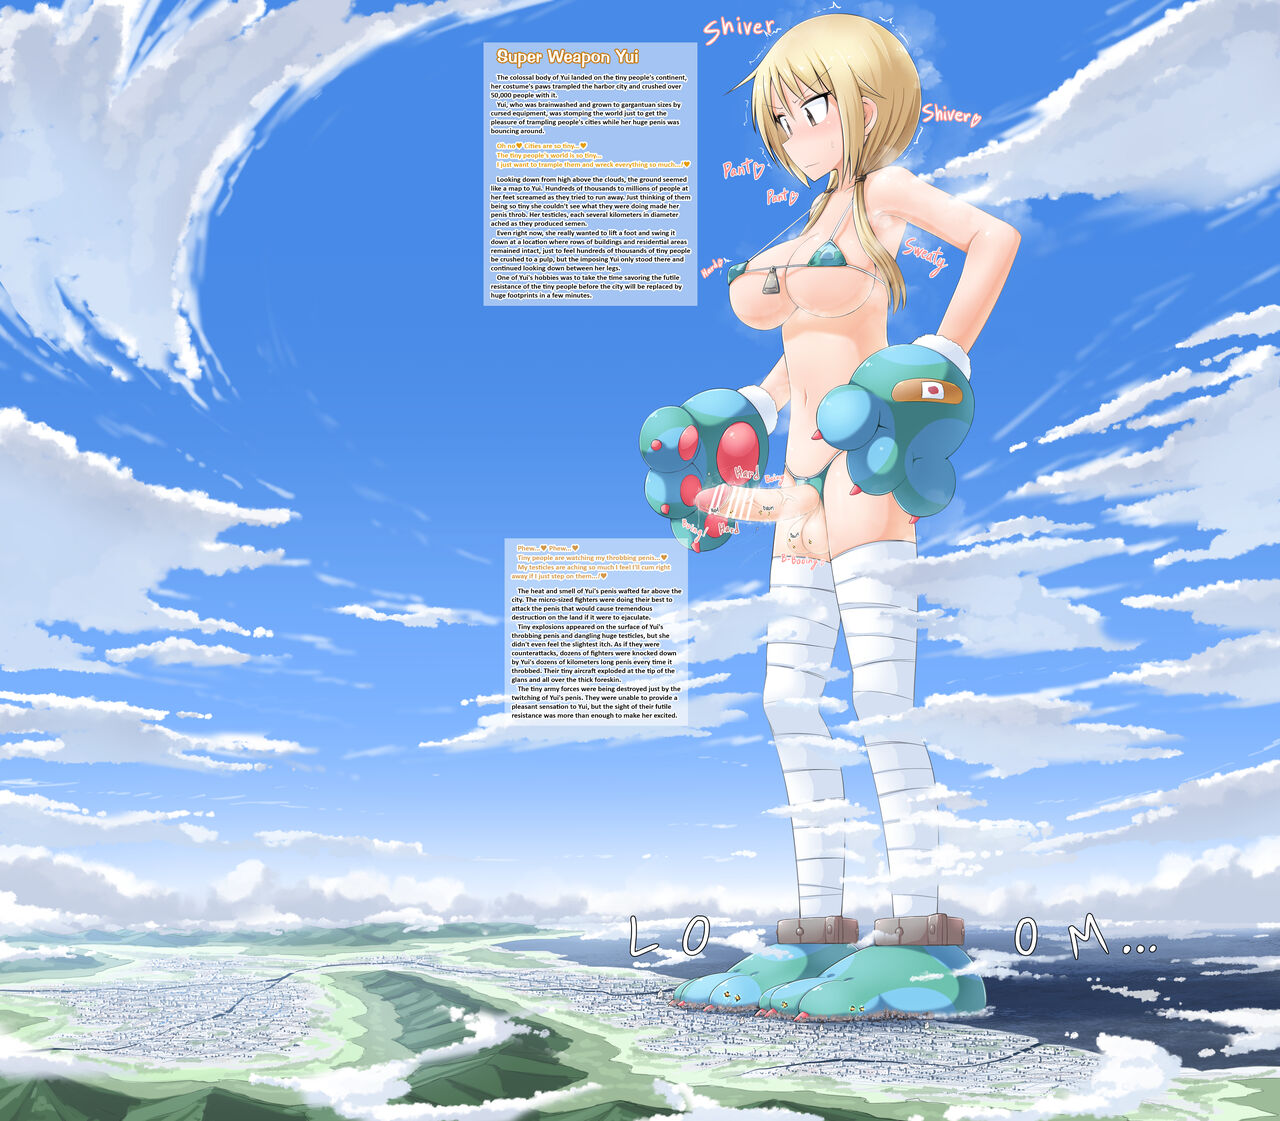 Shiver
Super Weapon Yui
The colossal body of Yui landed on the tiny people's continent,
her costume's paws trampled the harbor city and crushed over
50,000 people with it.
Yui, who was brainwashed and grown to gargantuan sizes by
cursed equipment, was stomping the world just to get the
pleasure of trampling people's cities while her huge penis was
bouncing around.
Oh no♥ Cities are so tiny...♥
The tiny people's world is so tiny...
I just want to trample them and wreck everything so much.../♥
Looking down from high above the clouds, the ground seemed
like a map to Yui. Hundreds of thousands to millions of people at
her feet screamed as they tried to run away. Just thinking of them
being so tiny she couldn't see what they were doing made her
penis throb. Her testicles, each several kilometers in diameter
ached as they produced semen.
Even right now, she really wanted to lift a foot and swing it
down at a location where rows of buildings and residential areas
remained intact, just to feel hundreds of thousands of tiny people
be crushed to a pulp, but the imposing Yui only stood there and
continued looking down between her legs.
One of Yui's hobbies was to take the time savoring the futile
resistance of the tiny people before the city will be replaced by
huge footprints in a few minutes.
Shiver♡
Pant♡
Pant♡
Sweaty
Hard♡
Hard
Boing
Boing!
Hard
B-Boing!
Phew...♥ Phew...♥
Tiny people are watching my throbbing penis...♥
My testicles are aching so much I feel I'll cum right
away if I just step on them.../♥
The heat and smell of Yui's penis wafted far above the
city. The micro-sized fighters were doing their best to
attack the penis that would cause tremendous
destruction on the land if it were to ejaculate.
Tiny explosions appeared on the surface of Yui's
throbbing penis and dangling huge testicles, but she
didn't even feel the slightest itch. As if they were
counterattacks, dozens of fighters were knocked down
by Yui's dozens of kilometers long penis every time it
throbbed. Their tiny aircraft exploded at the tip of the
glans and all over the thick foreskin.
The tiny army forces were being destroyed just by the
twitching of Yui's penis. They were unable to provide a
pleasant sensation to Yui, but the sight of their futile
resistance was more than enough to make her excited.
LO OM...